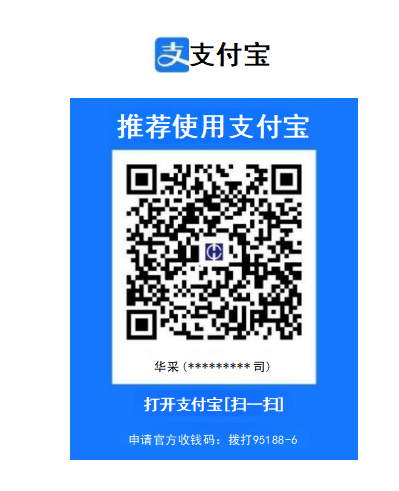 支付宝
推荐使用支付宝
华采(*********司)
打开支付宝[扫一扫]
申请官方收钱码：拨打95188-6